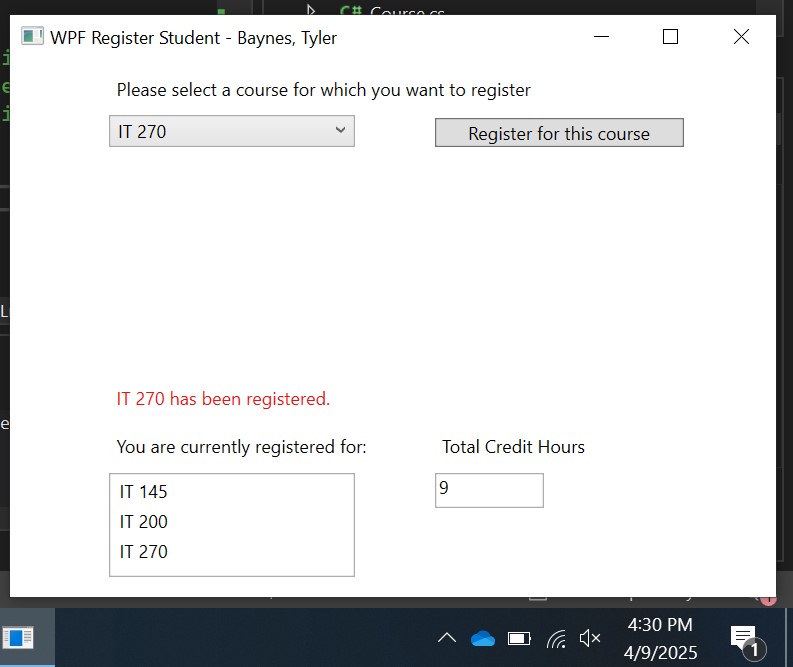 Course.cs
WPF Register Student - Baynes, Tyler
Please select a course for which you want to register
IT 270
Register for this course
IT 270 has been registered.
You are currently registered for:
Total Credit Hours
IT 145
9
IT 200
IT 270
4:30 PM
4/9/2025
1